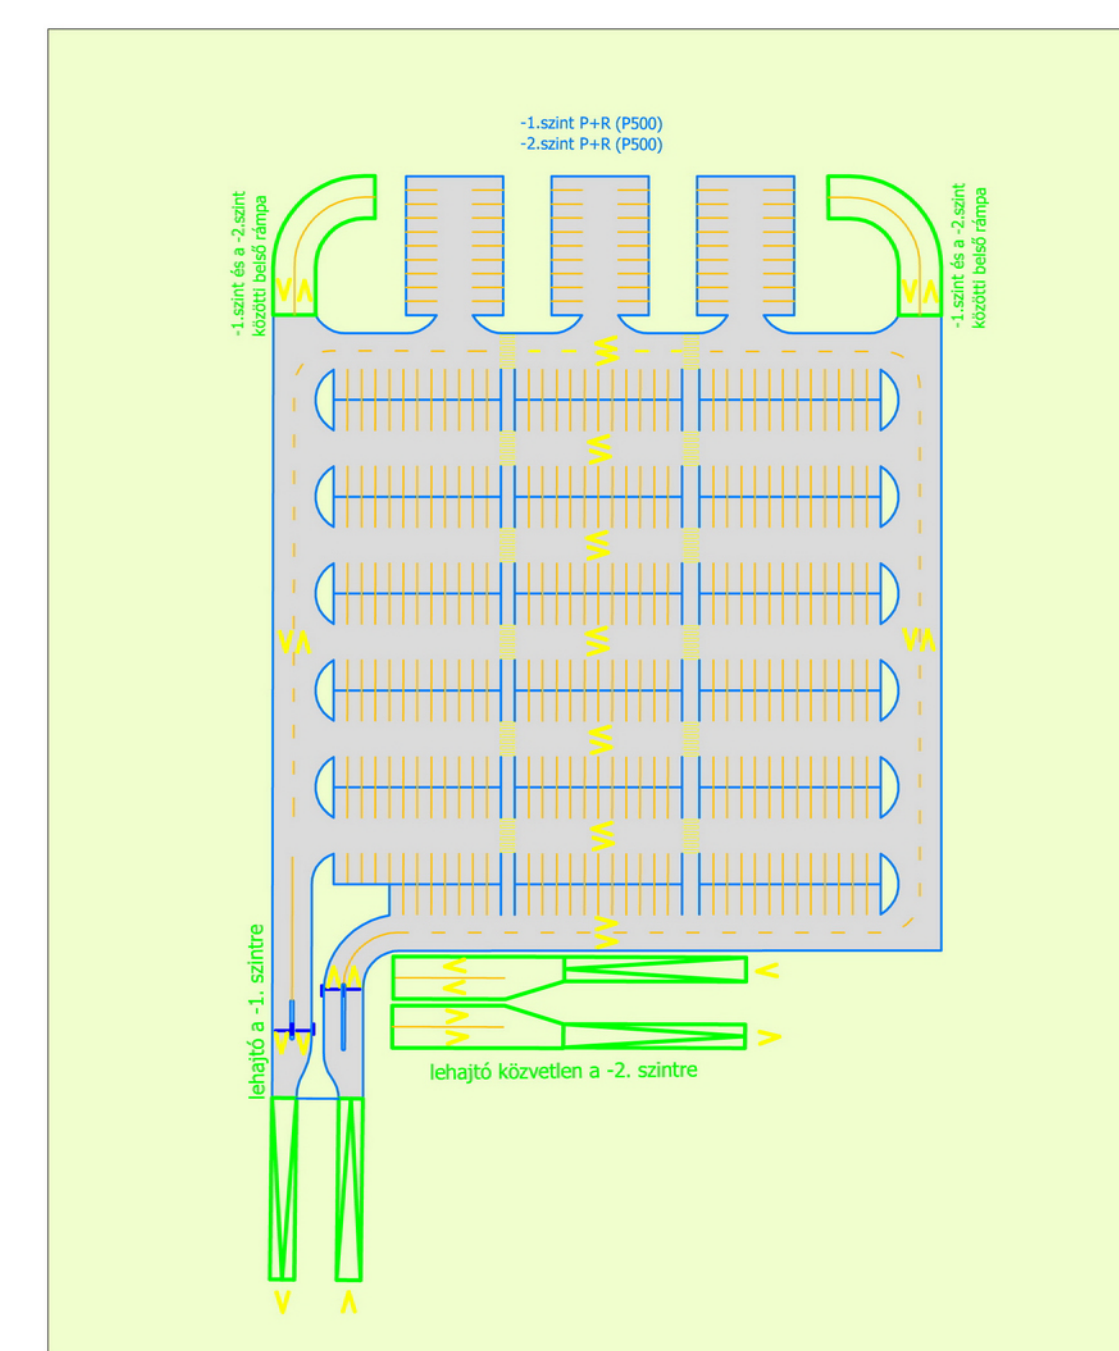 -1.szint P+R (P500)
-2.szint P+R (P500)
-1.szint és a -2.szint
közötti belső rámpa
-1.szint és a -2.szint
közötti belső rámpa
lehajtó a -1. szintre
lehajtó közvetlen a -2. szintre